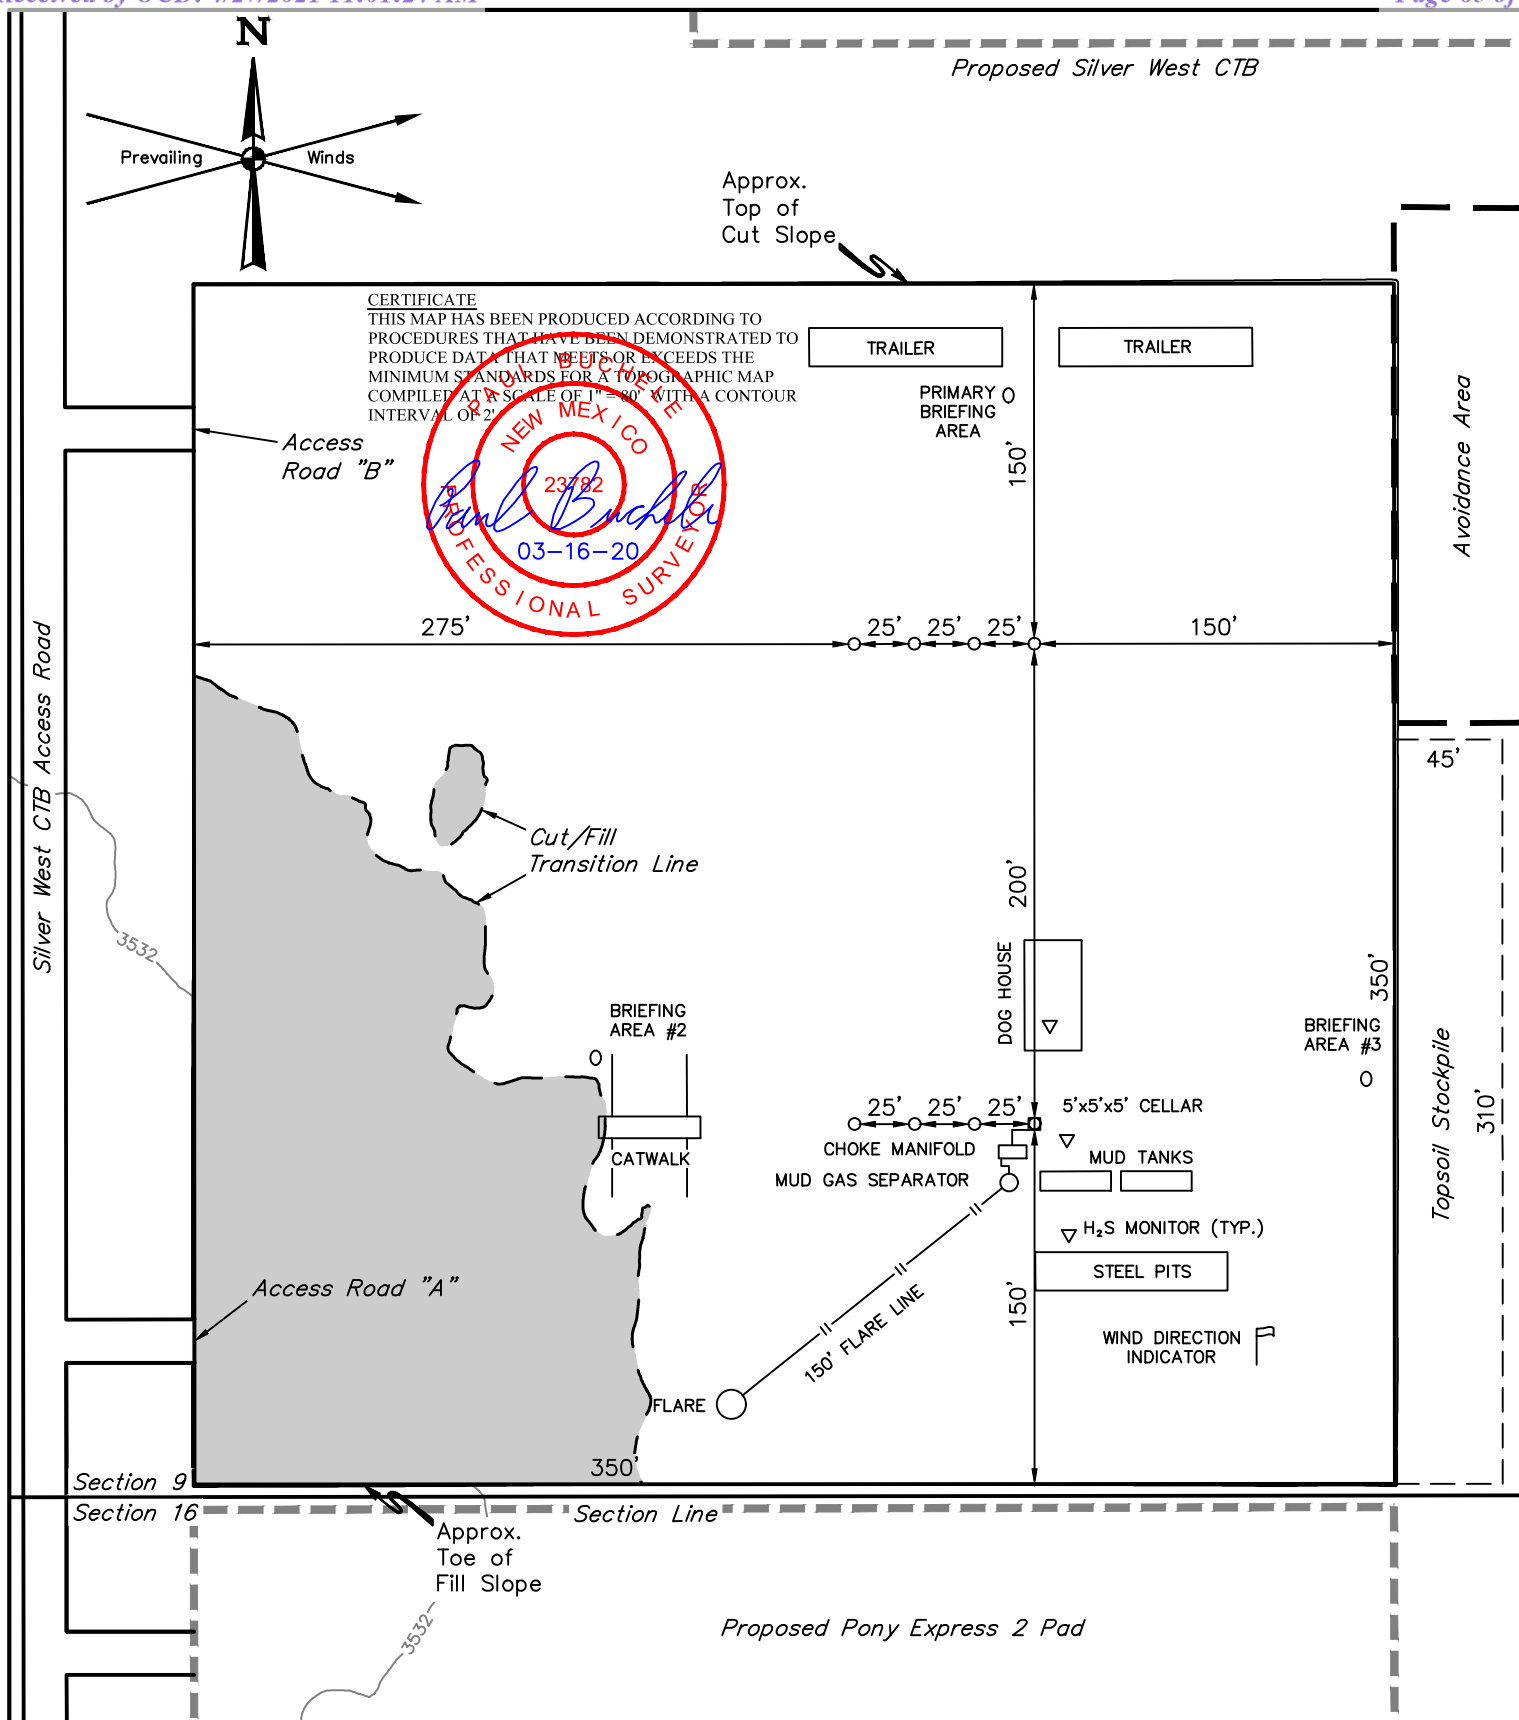 N
Proposed Silver West CTB
Prevailing Winds
Approx.
Top of
Cut Slope
CERTIFICATE
THIS MAP HAS BEEN PRODUCED ACCORDING TO
PROCEDURES THAT HAVE BEEN DEMONSTRATED TO
PRODUCE DATA THAT MEETS OR EXCEEDS THE
MINIMUM STANDARDS FOR A TOPOGRAPHIC MAP
COMPILED AT A SCALE OF 1" = 80' WITH A CONTOUR
INTERVAL OF 2'
PAUL BUCHELE
NEW MEXICO
23782
Paul Buchele
03-16-20
PROFESSIONAL SURVEYOR
TRAILER
TRAILER
PRIMARY
BRIEFING
AREA
150'
Access
Road "B"
Avoidance Area
275'
25'
25'
25'
150'
Silver West CTB Access Road
45'
Cut/Fill
Transition Line
200'
3532
DOG HOUSE
350'
BRIEFING
AREA #2
BRIEFING
AREA #3
Topsoil Stockpile
310'
25'
25'
25'
5'x5'x5' CELLAR
CHOKE MANIFOLD
CATWALK
MUD TANKS
MUD GAS SEPARATOR
H₂S MONITOR (TYP.)
STEEL PITS
Access Road "A"
150'
150' FLARE LINE
WIND DIRECTION
INDICATOR
FLARE
350'
Section 9
Section 16
Section Line
Approx.
Toe of
Fill Slope
3532
Proposed Pony Express 2 Pad